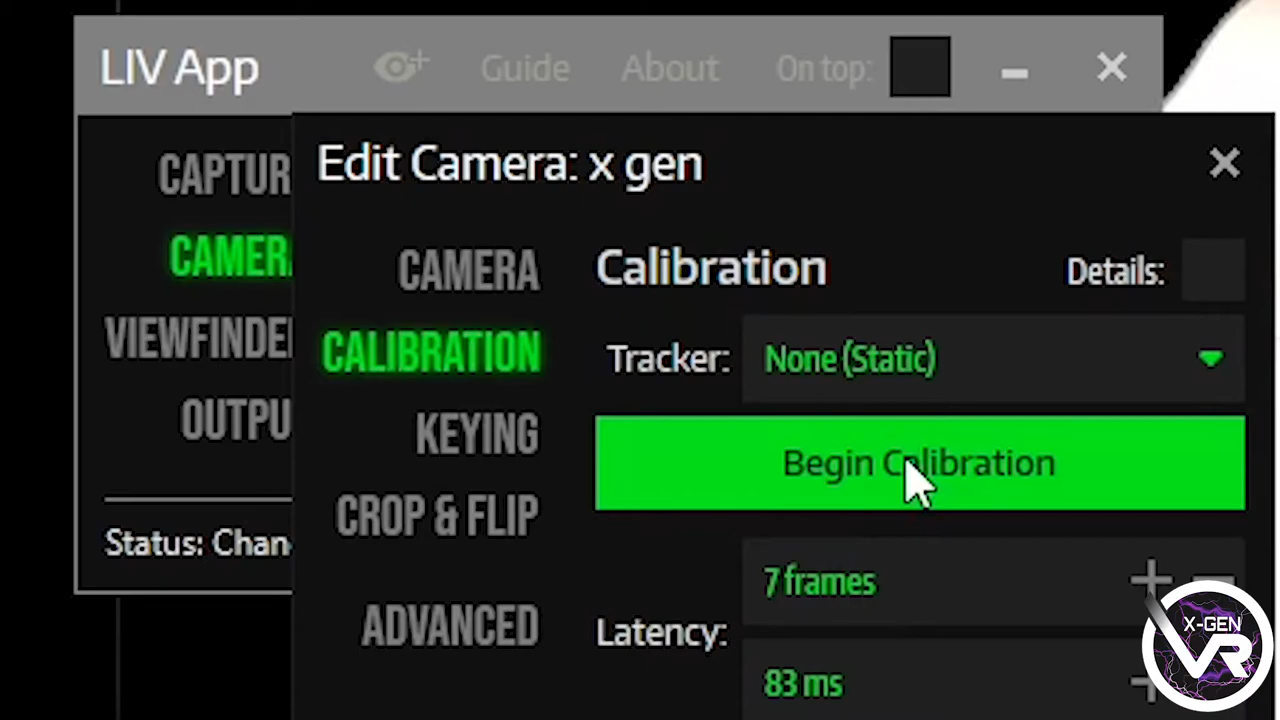 LIV App
Guide
About
On top:
Edit Camera: x gen
CAPTUR
CAMERA
VIEWFINDE
OUTPU
Status: Chan
CAMERA
CALIBRATION
KEYING
CROP & FLIP
ADVANCED
Calibration
Details:
Tracker:
None (Static)
Begin Calibration
Latency:
7 frames
83 ms
X-GEN
VR